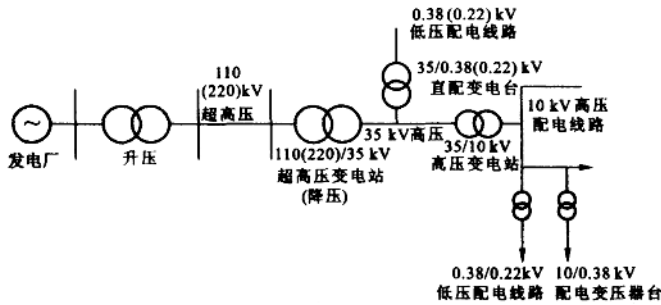 0.38(0.22) kV
低压配电线路
35/0.38(0.22) kV
直配变电台
110
(220)kV
超高压
10 kV 高压
配电线路
~
发电厂
升压
110(220)/35 kV
超高压变电站
(降压)
35 kV高压
35/10 kV
高压变电站
0.38/0.22kV
低压配电线路
10/0.38 kV
配电变压器台